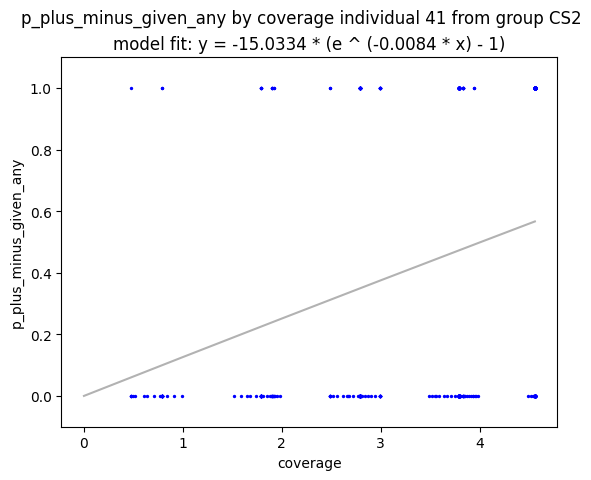 p_plus_minus_given_any by coverage individual 41 from group CS2
model fit: y = -15.0334 * (e ^ (-0.0084 * x) - 1)
1.0
0.8
0.6
0.4
0.2
0.0
p_plus_minus_given_any
0 1 2 3 4
coverage